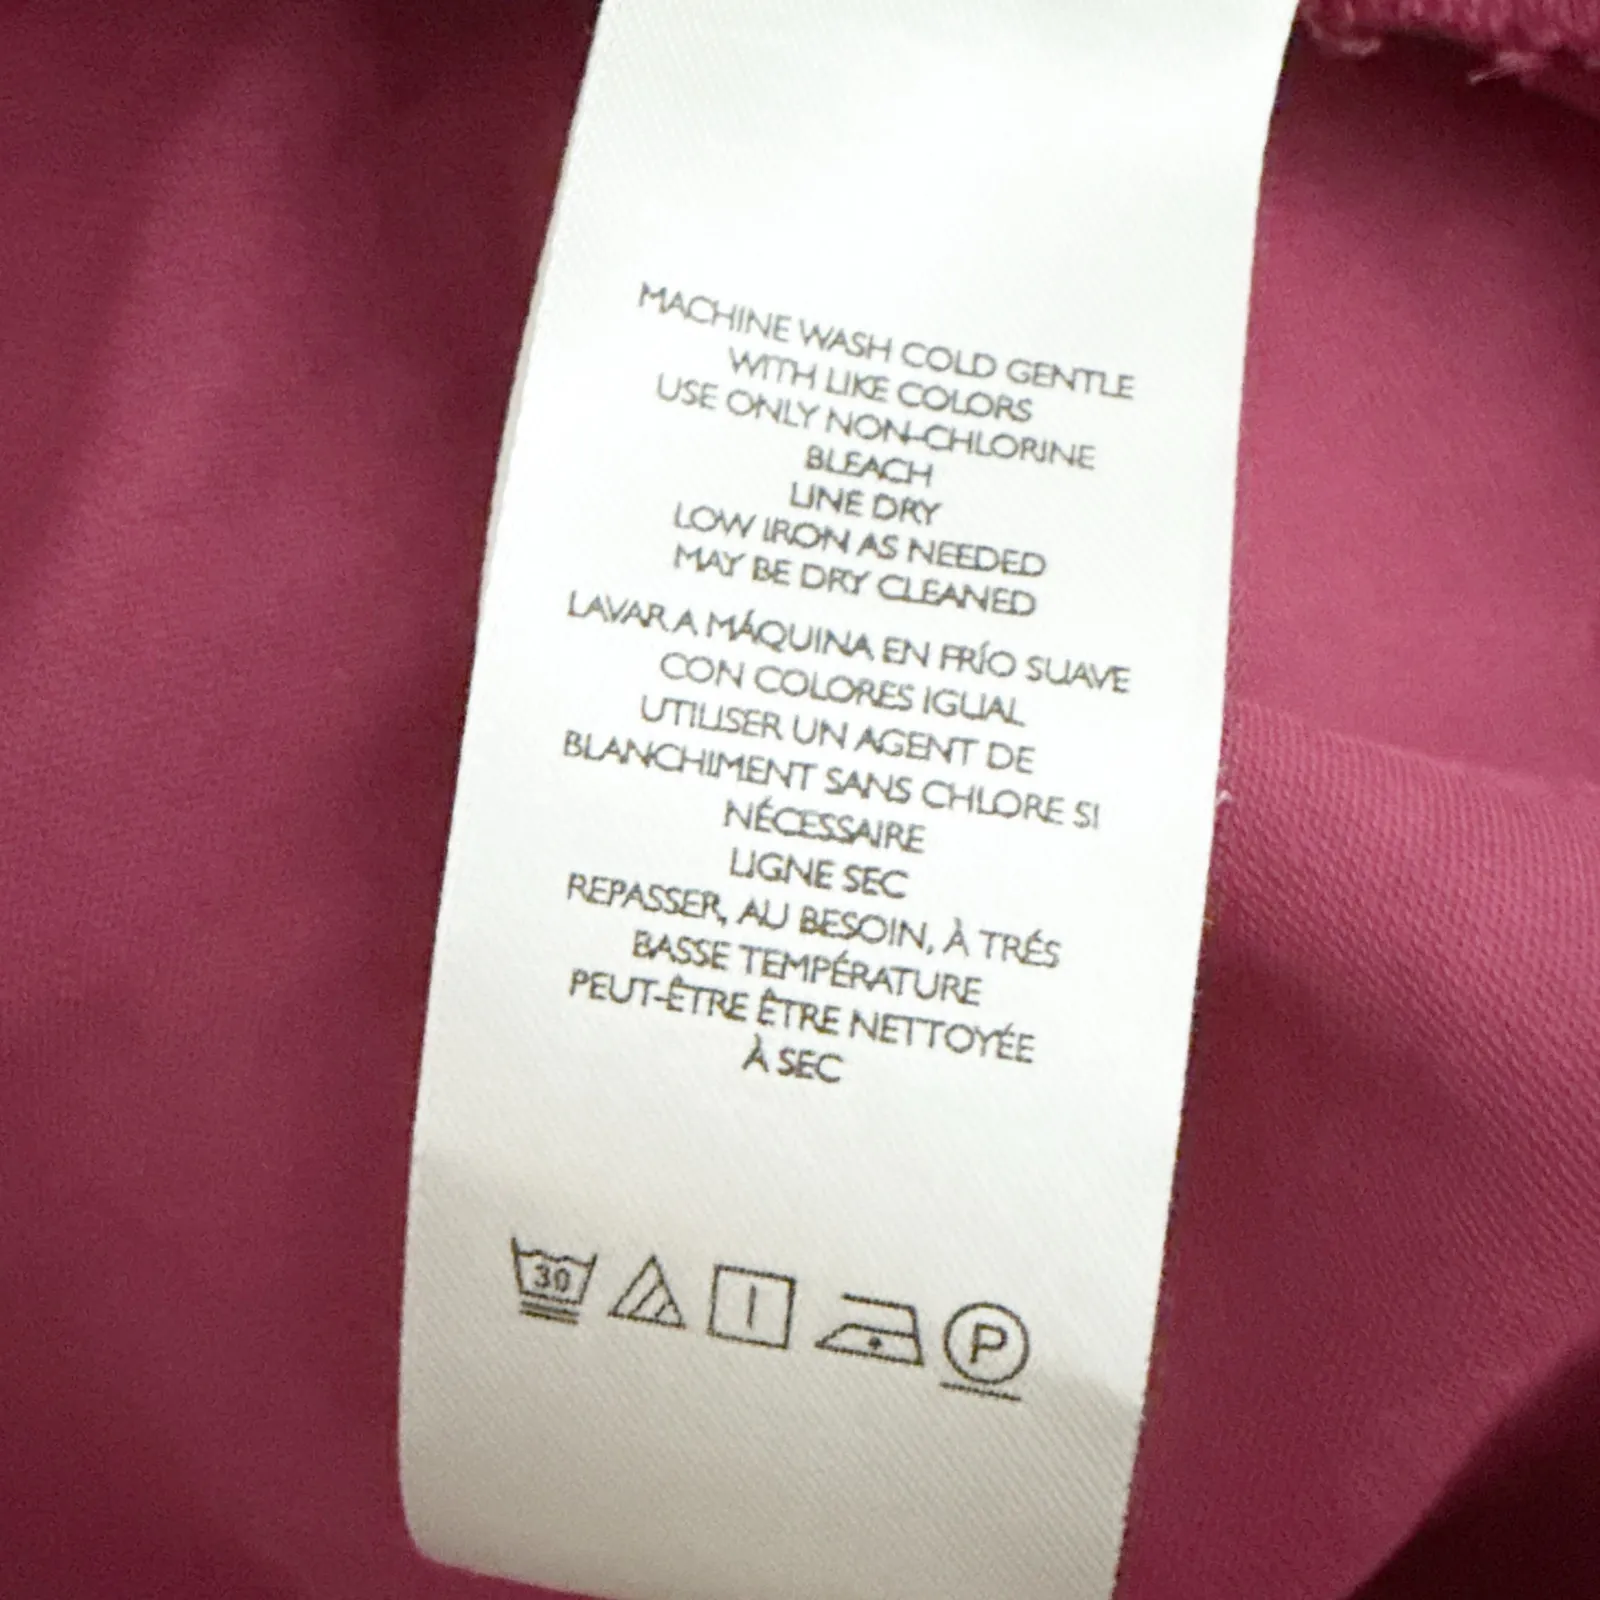 MACHINE WASH COLD GENTLE
WITH LIKE COLORS
USE ONLY NON-CHLORINE
BLEACH
LINE DRY
LOW IRON AS NEEDED
MAY BE DRY CLEANED
LAVAR A MÁQUINA EN FRÍO SUAVE
CON COLORES IGUAL
UTILISER UN AGENT DE
BLANCHIMENT SANS CHLORE SI
NÉCESSAIRE
LIGNE SEC
REPASSER, AU BESOIN, À TRÉS
BASSE TEMPÉRATURE
PEUT-ÊTRE ÊTRE NETTOYÉE
À SEC
30 P